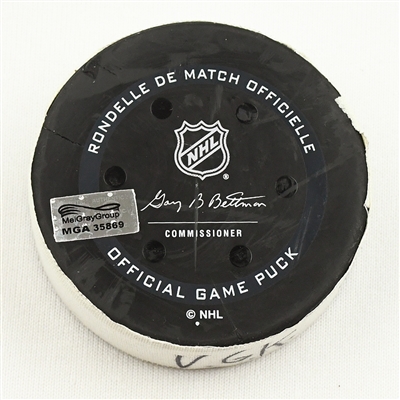 RONDELLE DE MATCH OFFICIELLE
NHL
®
MeiGrayGroup
MGA 35869
Gary B Bettman
COMMISSIONER
OFFICIAL GAME PUCK
© NHL
VGK